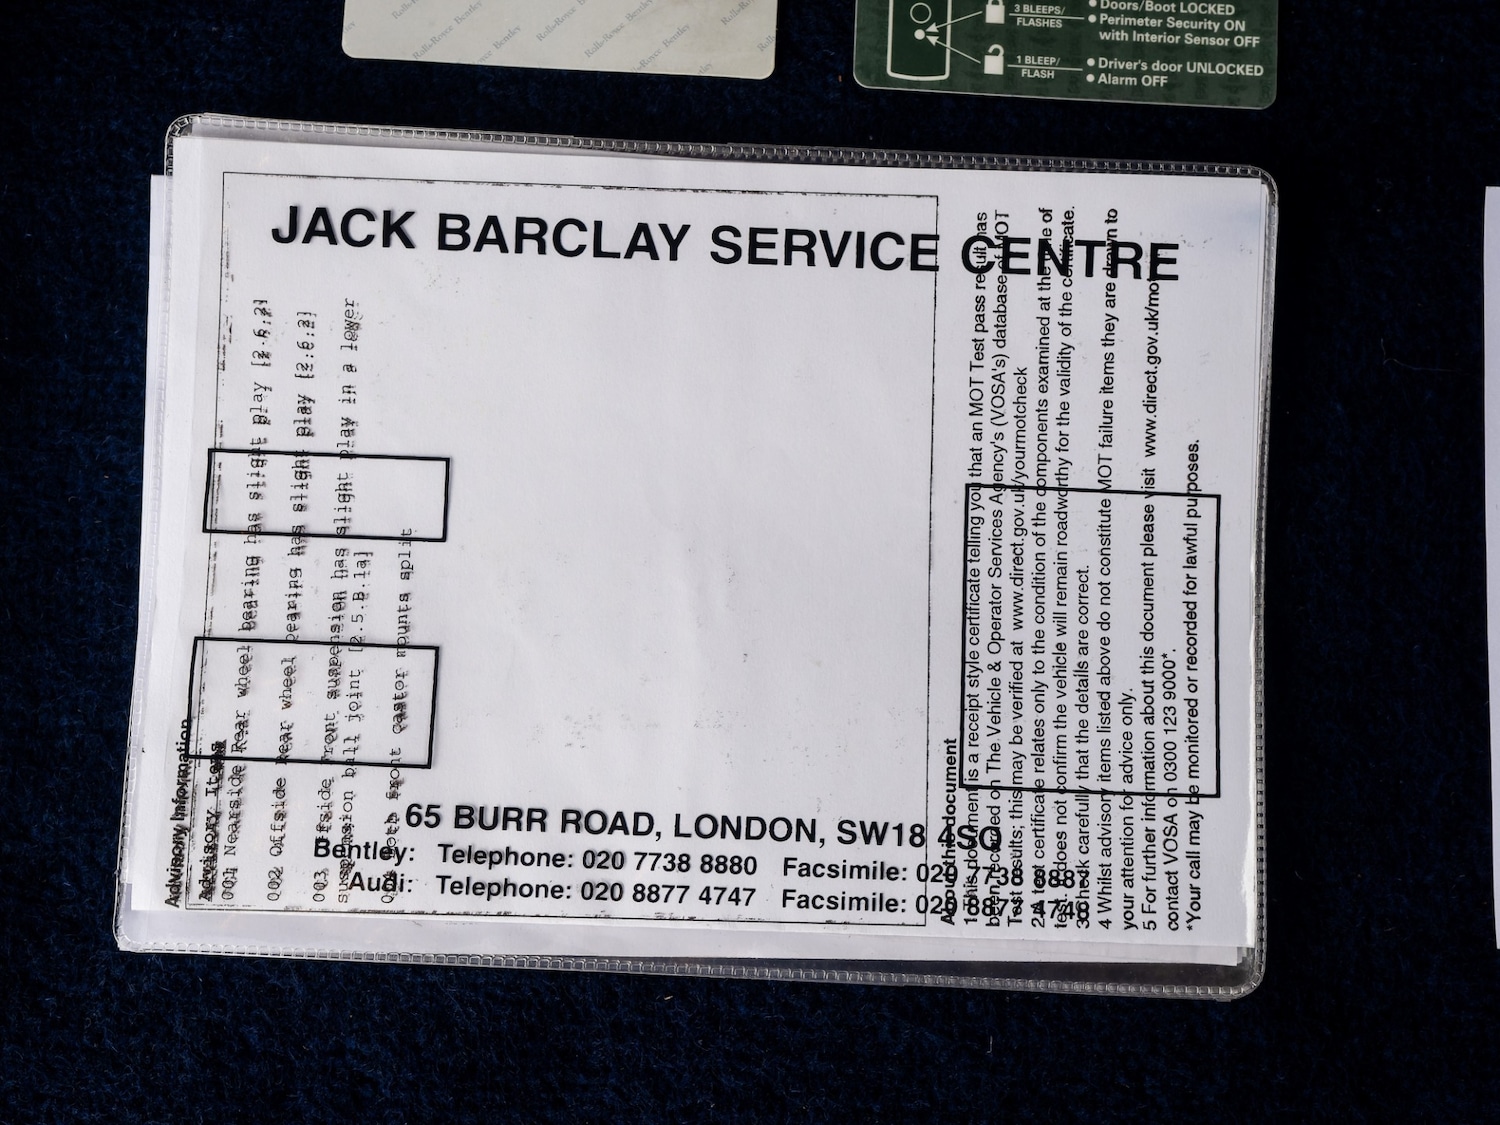 Rolls-Royce Bentley
3 BLEEPS/
FLASHES
• Doors/Boot LOCKED
• Perimeter Security ON
with Interior Sensor OFF
1 BLEEP/
FLASH
• Driver's door UNLOCKED
• Alarm OFF
JACK BARCLAY SERVICE CENTRE
65 BURR ROAD, LONDON, SW18 4SQ
Bentley: Telephone: 020 7738 8880 Facsimile: 020 7738
Audi: Telephone: 020 8877 4747 Facsimile: 020 8877 4748
Advisory Information
Advisory Items
001 Nearside Rear wheel bearing has slight play [2.6.2]
002 Offside Rear wheel bearing has slight play [2.6.2]
003 Offside Front suspension has slight play in a lower
suspension ball joint [2.5.B.1a]
both front castor mounts split
About this document
1 This document is a receipt style certificate telling you that an MOT Test pass result has
been recorded on The Vehicle & Operator Services Agency's (VOSA's) database of MOT
Test results; this may be verified at www.direct.gov.uk/yourmotcheck
2 A test certificate relates only to the condition of the components examined at the time of
test. It does not confirm the vehicle will remain roadworthy for the validity of the certificate.
3 Check carefully that the details are correct.
4 Whilst advisory items listed above do not constitute MOT failure items they are drawn to
your attention for advice only.
5 For further information about this document please visit www.direct.gov.uk/mot
contact VOSA on 0300 123 9000*.
*Your call may be monitored or recorded for lawful purposes.